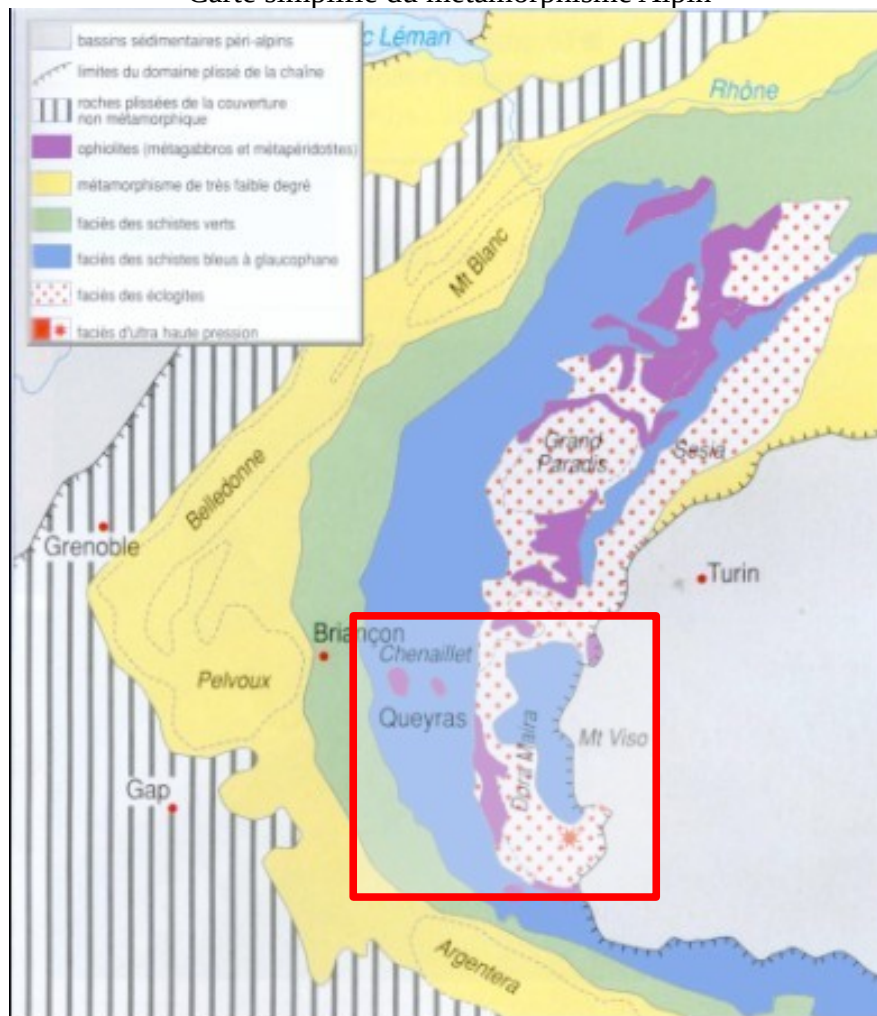 Carte simplifié du métamorphisme Alpin
bassins sédimentaires péri-alpins
limites du domaine plissé de la chaîne
roches plissées de la couverture
non métamorphique
ophiolites (métagabbros et métapéridotites)
métamorphisme de très faible degré
faciès des schistes verts
faciès des schistes bleus à glaucophane
faciès des éclogites
faciès d'ultra haute pression
c Léman
Rhône
Mt Blanc
Belledonne
Grand
Paradis
Sesia
Grenoble
Turin
Briançon
Chenaillet
Pelvoux
Queyras
Dora Maira
Mt Viso
Gap
Argentera